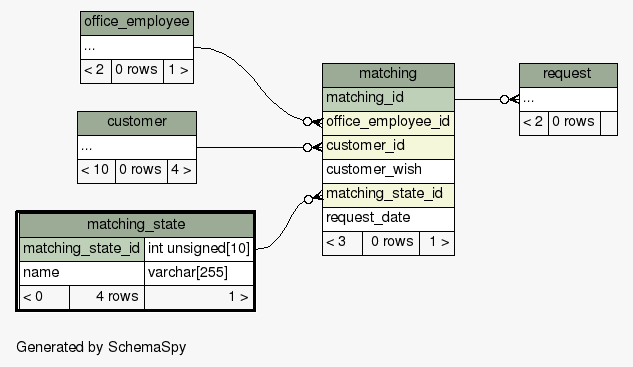 office_employee
...
< 2 0 rows 1 >
customer
...
< 10 0 rows 4 >
matching_state
matching_state_id int unsigned[10]
name varchar[255]
< 0 4 rows 1 >
matching
matching_id
office_employee_id
customer_id
customer_wish
matching_state_id
request_date
< 3 0 rows 1 >
request
...
< 2 0 rows
Generated by SchemaSpy